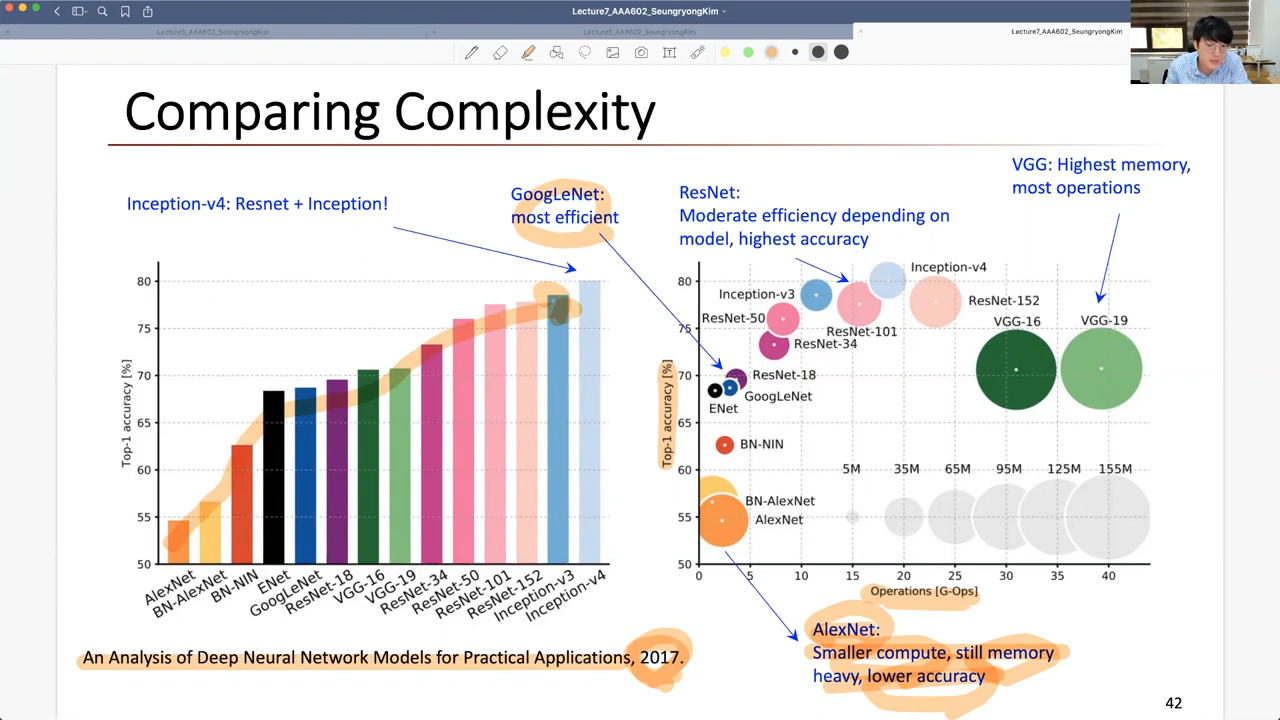 Lecture7_AAA602_SeungryongKim
Lecture5_AAA602_SeungryongKim
Lecture6_AAA602_SeungryongKim
Lecture7_AAA602_SeungryongKim
Comparing Complexity
Inception-v4: Resnet + Inception!
GoogLeNet:
most efficient
ResNet:
Moderate efficiency depending on
model, highest accuracy
VGG: Highest memory,
most operations
Top-1 accuracy [%]
80
75
70
65
60
55
50
AlexNet
BN-AlexNet
BN-NIN
ENet
GoogLeNet
ResNet-18
VGG-16
VGG-19
ResNet-34
ResNet-50
ResNet-101
ResNet-152
Inception-v3
Inception-v4
Top-1 accuracy [%]
80
75
70
65
60
55
50
Inception-v4
Inception-v3
ResNet-152
ResNet-50
VGG-16
VGG-19
ResNet-101
ResNet-34
ResNet-18
GoogLeNet
ENet
BN-NIN
5M
35M
65M
95M
125M
155M
BN-AlexNet
AlexNet
0
5
10
15
20
25
30
35
40
Operations [G-Ops]
AlexNet:
Smaller compute, still memory
heavy, lower accuracy
An Analysis of Deep Neural Network Models for Practical Applications, 2017.
42